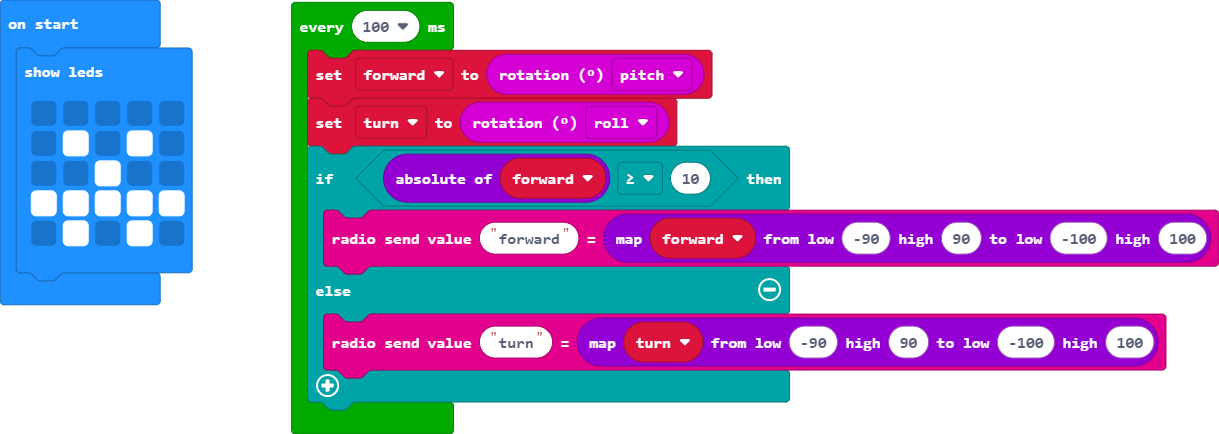 on start
show leds
every 100 ms
set forward to rotation (º) pitch
set turn to rotation (º) roll
if absolute of forward ≥ 10 then
radio send value "forward" = map forward from low -90 high 90 to low -100 high 100
else
radio send value "turn" = map turn from low -90 high 90 to low -100 high 100